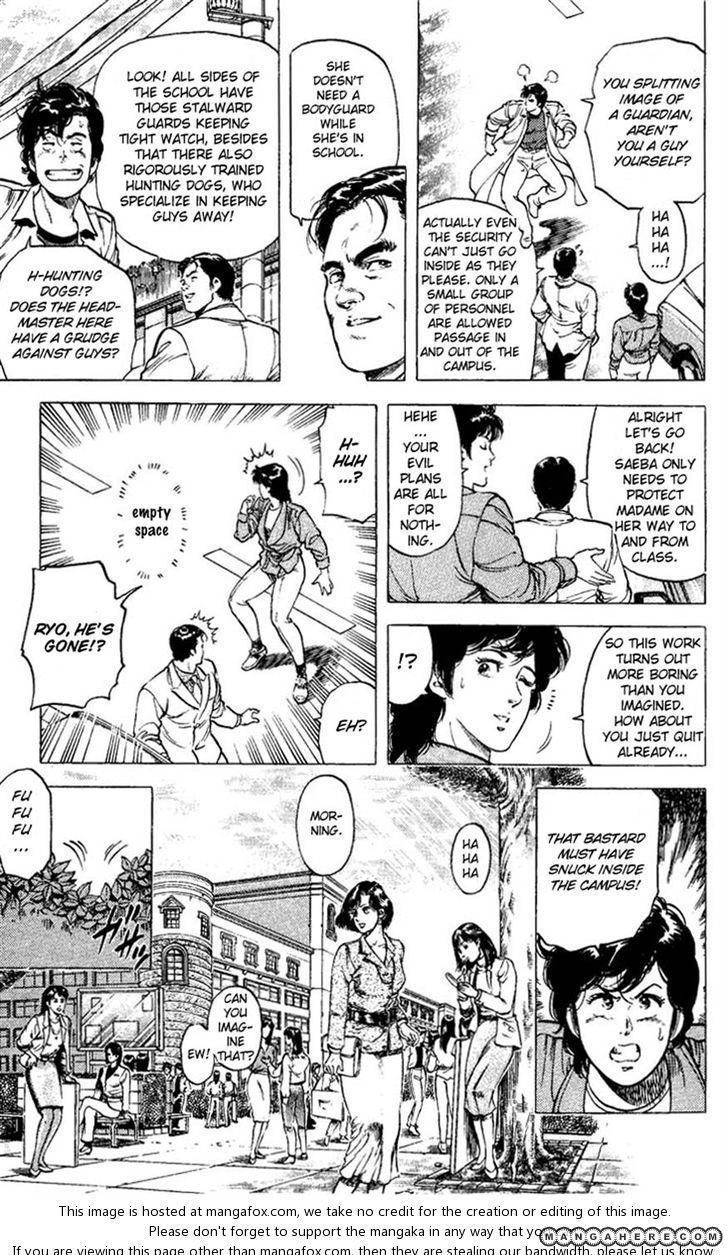 YOU SPLITTING
IMAGE OF
A GUARDIAN,
AREN'T
YOU A GUY
YOURSELF?
HA
HA
HA
...!
ACTUALLY EVEN
THE SECURITY
CAN'T JUST GO
INSIDE AS THEY
PLEASE. ONLY A
SMALL GROUP
OF PERSONNEL
ARE ALLOWED
PASSAGE IN
AND OUT OF THE
CAMPUS.
SHE
DOESN'T
NEED A
BODYGUARD
WHILE
SHE'S IN
SCHOOL.
LOOK! ALL SIDES OF
THE SCHOOL HAVE
THOSE STALWARD
GUARDS KEEPING
TIGHT WATCH, BESIDES
THAT THERE ALSO
RIGOROUSLY TRAINED
HUNTING DOGS, WHO
SPECIALIZE IN KEEPING
GUYS AWAY!
H-HUNTING
DOGS!?
DOES THE HEAD-
MASTER HERE
HAVE A GRUDGE
AGAINST GUYS?
ALRIGHT
LET'S GO
BACK!
SAEBA ONLY
NEEDS TO
PROTECT
MADAME ON
HER WAY TO
AND FROM
CLASS.
HEHE
...
YOUR
EVIL
PLANS
ARE ALL
FOR
NOTH-
ING.
SO THIS WORK
TURNS OUT
MORE BORING
THAN YOU
IMAGINED.
HOW ABOUT
YOU JUST QUIT
ALREADY...
!?
H-
HUH
...?
empty
space
RYO, HE'S
GONE!?
EH?
THAT BASTARD
MUST HAVE
SNUCK INSIDE
THE CAMPUS!
MOR-
NING.
HA
HA
HA
CAN
YOU
IMAG-
INE
THAT?
EW!
FU
FU
FU
...
ガサガサ
This image is hosted at mangafox.com, we take no credit for the creation or editing of this image.
Please don't forget to support the mangaka in any way that yo
MANGAHERE.COM
If you are viewing this page other than mangafox.com, then they are stealing our bandwidth, please let us know